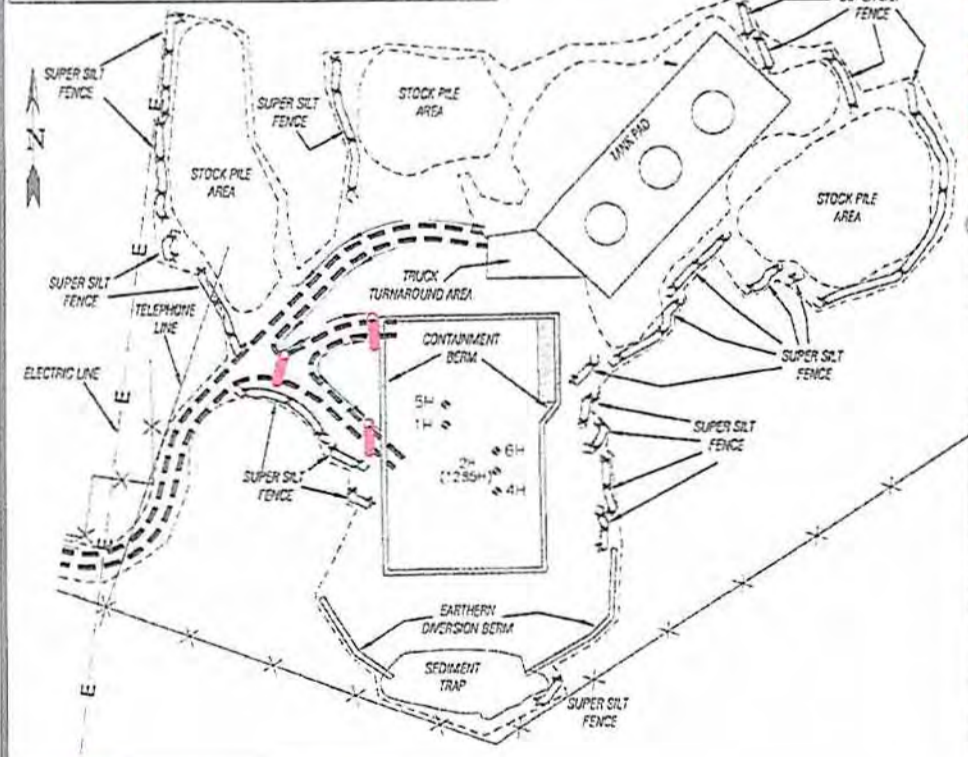 FENCE
SUPER SILT
FENCE
E
N
SUPER SILT
FENCE
STOCK PILE
AREA
TANK PAD
STOCK PILE
AREA
STOCK PILE
AREA
E
SUPER SILT
FENCE
TELEPHONE
LINE
TRUCK
TURNAROUND AREA
CONTAINMENT
BERM
SUPER SILT
FENCE
ELECTRIC LINE
E
5H
1H
6H
2H
4H
SUPER SILT
FENCE
SUPER SILT
FENCE
E
EARTHERN
DIVERSION BERM
SEDIMENT
TRAP
E
SUPER SILT
FENCE